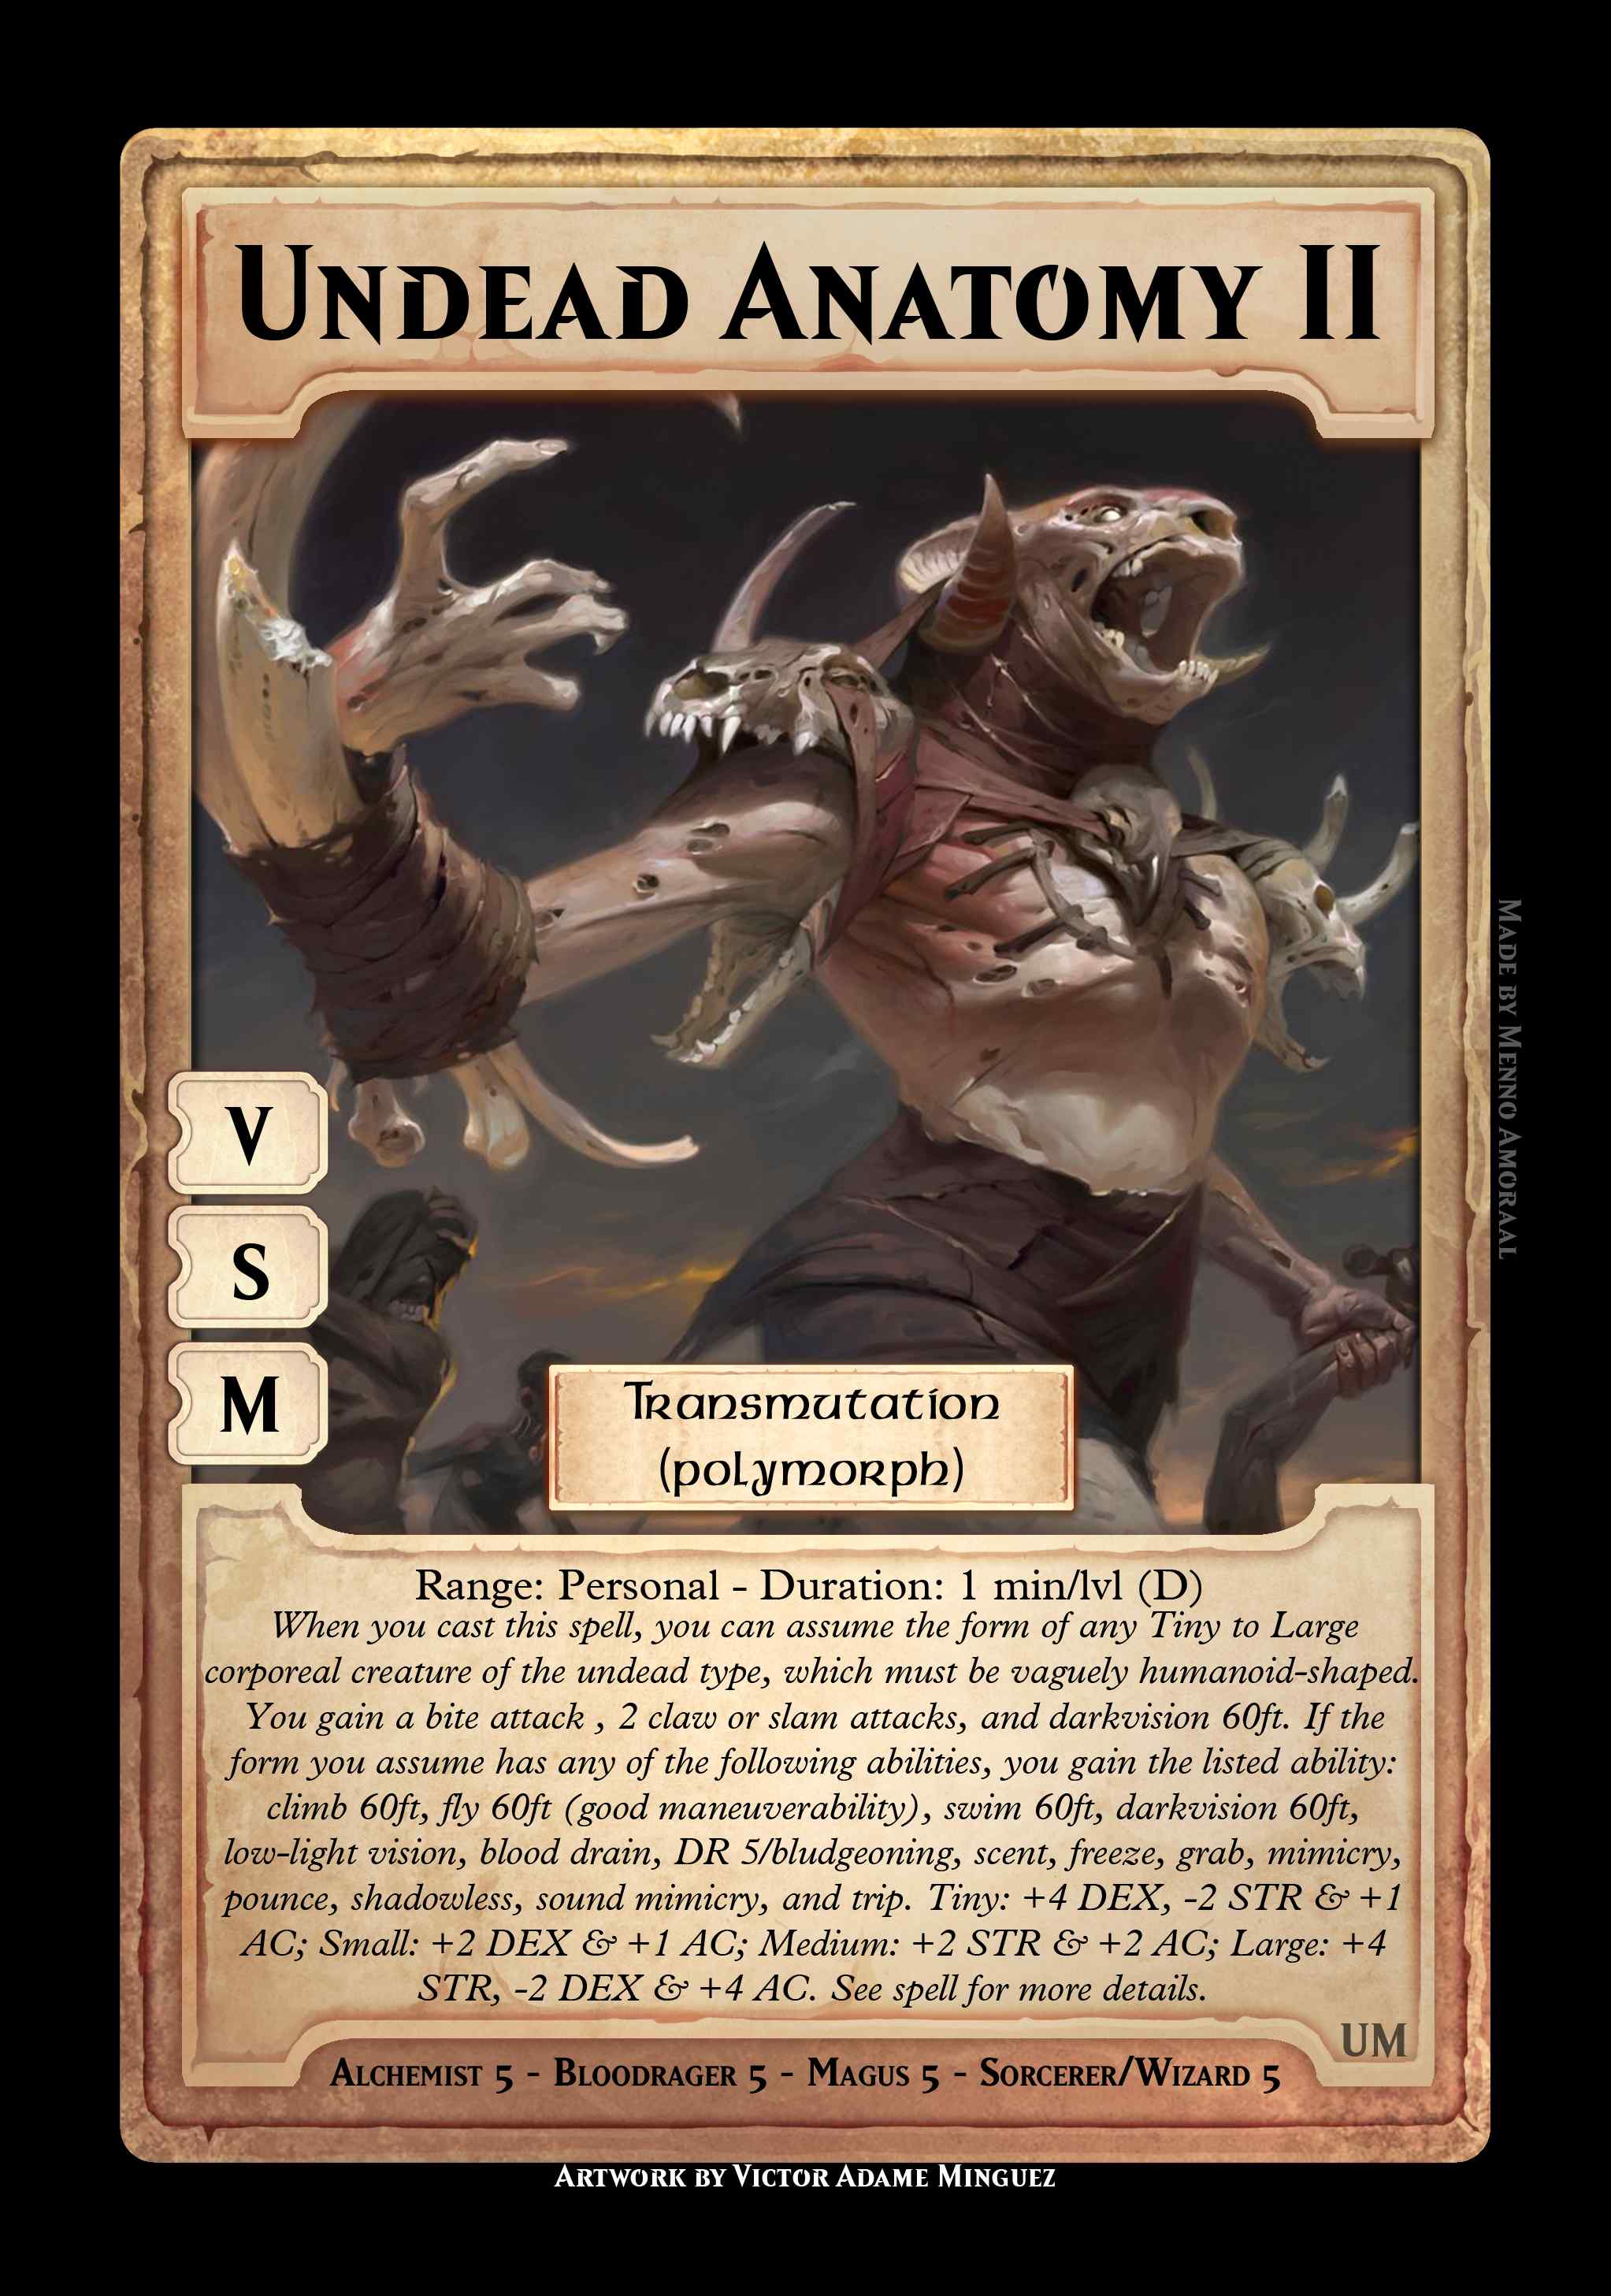 Undead Anatomy II
V
S
M
Transmutation
(polymorph)
Range: Personal - Duration: 1 min/lvl (D)
When you cast this spell, you can assume the form of any Tiny to Large
corporeal creature of the undead type, which must be vaguely humanoid-shaped.
You gain a bite attack , 2 claw or slam attacks, and darkvision 60ft. If the
form you assume has any of the following abilities, you gain the listed ability:
climb 60ft, fly 60ft (good maneuverability), swim 60ft, darkvision 60ft,
low-light vision, blood drain, DR 5/bludgeoning, scent, freeze, grab, mimicry,
pounce, shadowless, sound mimicry, and trip. Tiny: +4 DEX, -2 STR & +1
AC; Small: +2 DEX & +1 AC; Medium: +2 STR & +2 AC; Large: +4
STR, -2 DEX & +4 AC. See spell for more details.
UM
Alchemist 5 - Bloodrager 5 - Magus 5 - Sorcerer/Wizard 5
Artwork by Victor Adame Minguez
Made by Menno Amoraal